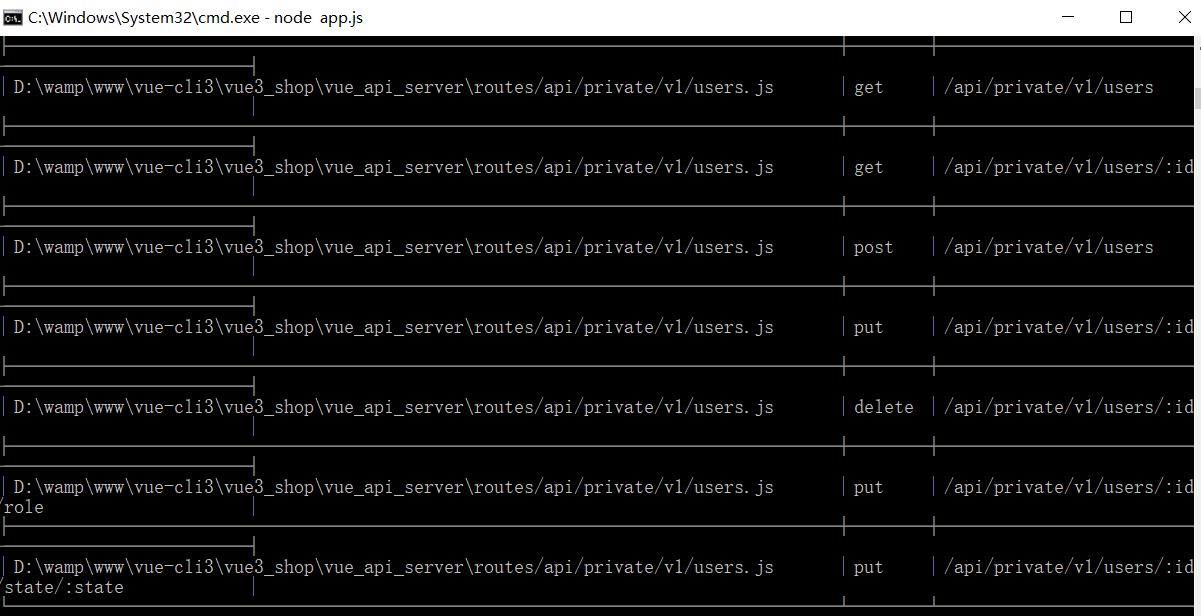 C:\Windows\System32\cmd.exe - node  app.js
D:\wamp\www\vue-cli3\vue3_shop\vue_api_server\routes/api/private/v1/users.js get /api/private/v1/users
D:\wamp\www\vue-cli3\vue3_shop\vue_api_server\routes/api/private/v1/users.js get /api/private/v1/users/:id
D:\wamp\www\vue-cli3\vue3_shop\vue_api_server\routes/api/private/v1/users.js post /api/private/v1/users
D:\wamp\www\vue-cli3\vue3_shop\vue_api_server\routes/api/private/v1/users.js put /api/private/v1/users/:id
D:\wamp\www\vue-cli3\vue3_shop\vue_api_server\routes/api/private/v1/users.js delete /api/private/v1/users/:id
D:\wamp\www\vue-cli3\vue3_shop\vue_api_server\routes/api/private/v1/users.js put /api/private/v1/users/:id
/role
D:\wamp\www\vue-cli3\vue3_shop\vue_api_server\routes/api/private/v1/users.js put /api/private/v1/users/:id
/state/:state